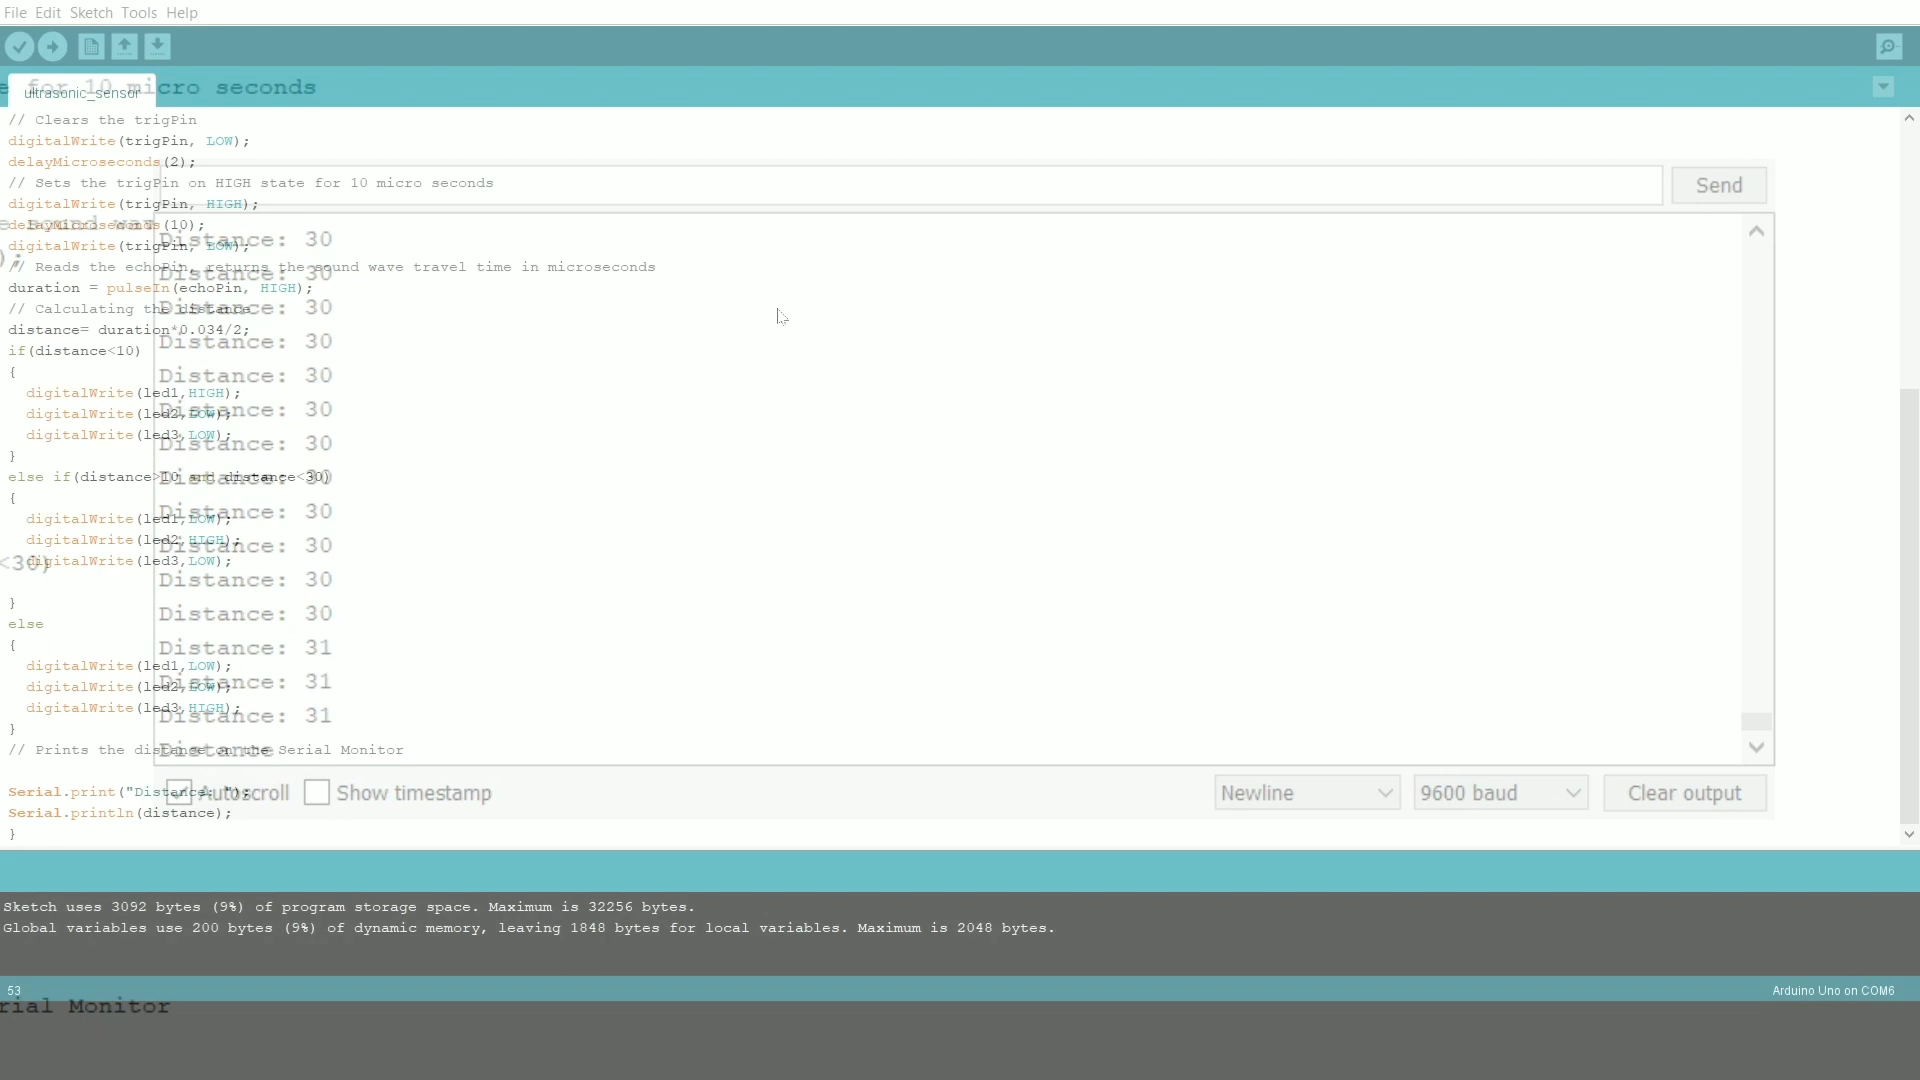 File Edit Sketch Tools Help
e for 10 micro seconds
ultrasonic_sensor
// Clears the trigPin
digitalWrite(trigPin, LOW);
delayMicroseconds(2);
// Sets the trigPin on HIGH state for 10 micro seconds
digitalWrite(trigPin, HIGH);
delayMicroseconds(10);
digitalWrite(trigPin, LOW);
// Reads the echoPin, returns the sound wave travel time in microseconds
duration = pulseIn(echoPin, HIGH);
// Calculating the distance
distance= duration*0.034/2;
if(distance<10)
{
digitalWrite(led1,HIGH);
digitalWrite(led2,LOW);
digitalWrite(led3,LOW);
}
else if(distance>10 and distance<30)
{
digitalWrite(led1,LOW);
digitalWrite(led2,HIGH);
digitalWrite(led3,LOW);
}
else
{
digitalWrite(led1,LOW);
digitalWrite(led2,LOW);
digitalWrite(led3,HIGH);
}
// Prints the distance on the Serial Monitor
Serial.print("Distance: ");
Serial.println(distance);
}
e sound wav
);
<30)
Send
Distance: 30
Distance: 30
Distance: 30
Distance: 30
Distance: 30
Distance: 30
Distance: 30
Distance: 30
Distance: 30
Distance: 30
Distance: 30
Distance: 30
Distance: 31
Distance: 31
Distance: 31
Distance
Autoscroll Show timestamp Newline 9600 baud Clear output
Sketch uses 3092 bytes (9%) of program storage space. Maximum is 32256 bytes.
Global variables use 200 bytes (9%) of dynamic memory, leaving 1848 bytes for local variables. Maximum is 2048 bytes.
53 Arduino Uno on COM6
rial Monitor